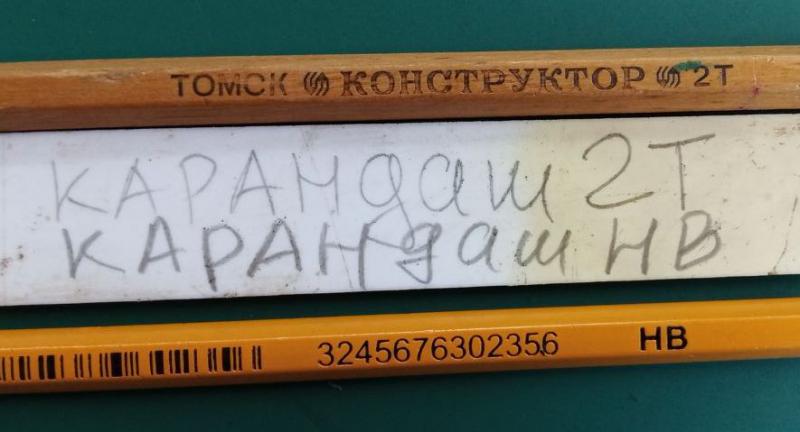 ТОМСК КОНСТРУКТОР 2Т
КАРАНдаш 2Т
КАРАНдаш НВ
3245676302356 HB